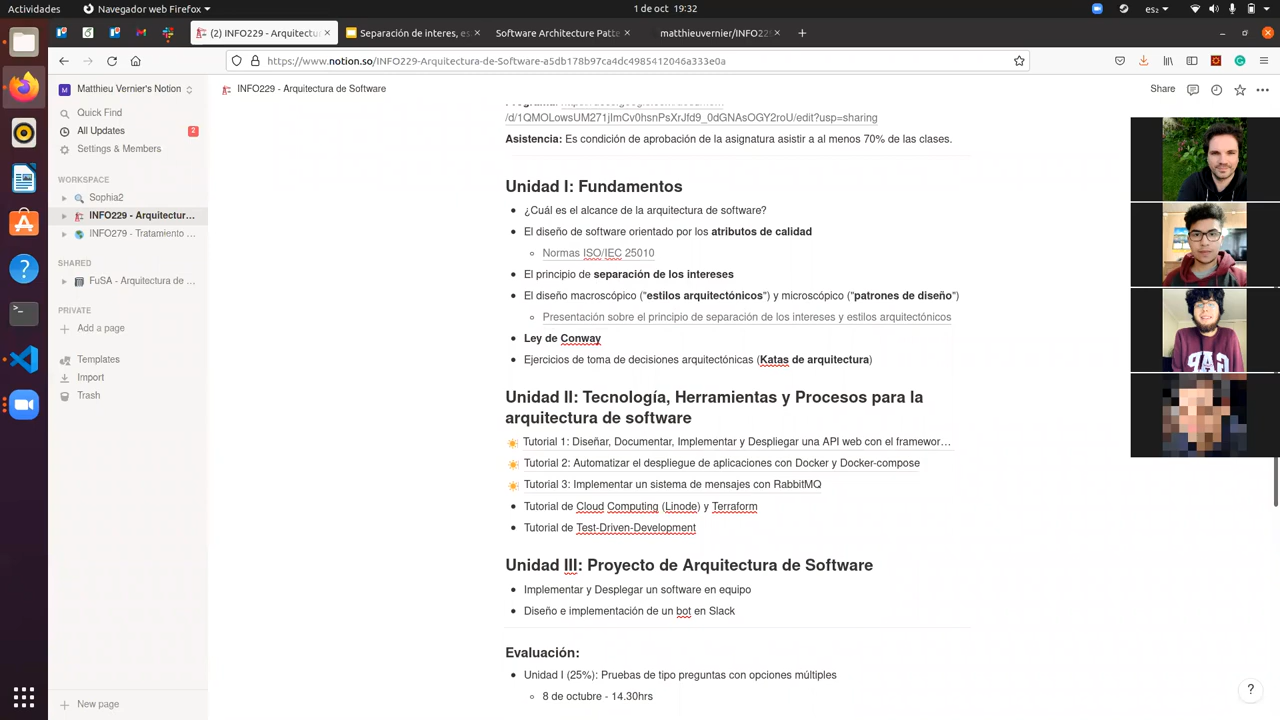 Actividades
Navegador web Firefox
1 de oct 19:32
es₂
(2) INFO229 - Arquitectur
Separación de interes, es
Software Architecture Patte
matthieuvernier/INFO229
https://www.notion.so/INFO229-Arquitectura-de-Software-a5db178b97ca4dc4985412046a333e0a
Matthieu Vernier's Notion
INFO229 - Arquitectura de Software
Share
Quick Find
All Updates
2
Settings & Members
WORKSPACE
Sophia2
INFO229 - Arquitectur...
INFO279 - Tratamiento ...
SHARED
FuSA - Arquitectura de ...
PRIVATE
Add a page
Templates
Import
Trash
New page
/d/1QMOLowsUM271jImCv0hsnPsXrJfd9_0dGNAsOGY2roU/edit?usp=sharing
Asistencia: Es condición de aprobación de la asignatura asistir a al menos 70% de las clases.
Unidad I: Fundamentos
¿Cuál es el alcance de la arquitectura de software?
El diseño de software orientado por los atributos de calidad
Normas ISO/IEC 25010
El principio de separación de los intereses
El diseño macroscópico ("estilos arquitectónicos") y microscópico ("patrones de diseño")
Presentación sobre el principio de separación de los intereses y estilos arquitectónicos
Ley de Conway
Ejercicios de toma de decisiones arquitectónicas (Katas de arquitectura)
Unidad II: Tecnología, Herramientas y Procesos para la
arquitectura de software
Tutorial 1: Diseñar, Documentar, Implementar y Despliegar una API web con el framewor...
Tutorial 2: Automatizar el despliegue de aplicaciones con Docker y Docker-compose
Tutorial 3: Implementar un sistema de mensajes con RabbitMQ
Tutorial de Cloud Computing (Linode) y Terraform
Tutorial de Test-Driven-Development
Unidad III: Proyecto de Arquitectura de Software
Implementar y Desplegar un software en equipo
Diseño e implementación de un bot en Slack
Evaluación:
Unidad I (25%): Pruebas de tipo preguntas con opciones múltiples
8 de octubre - 14.30hrs
?
GAP